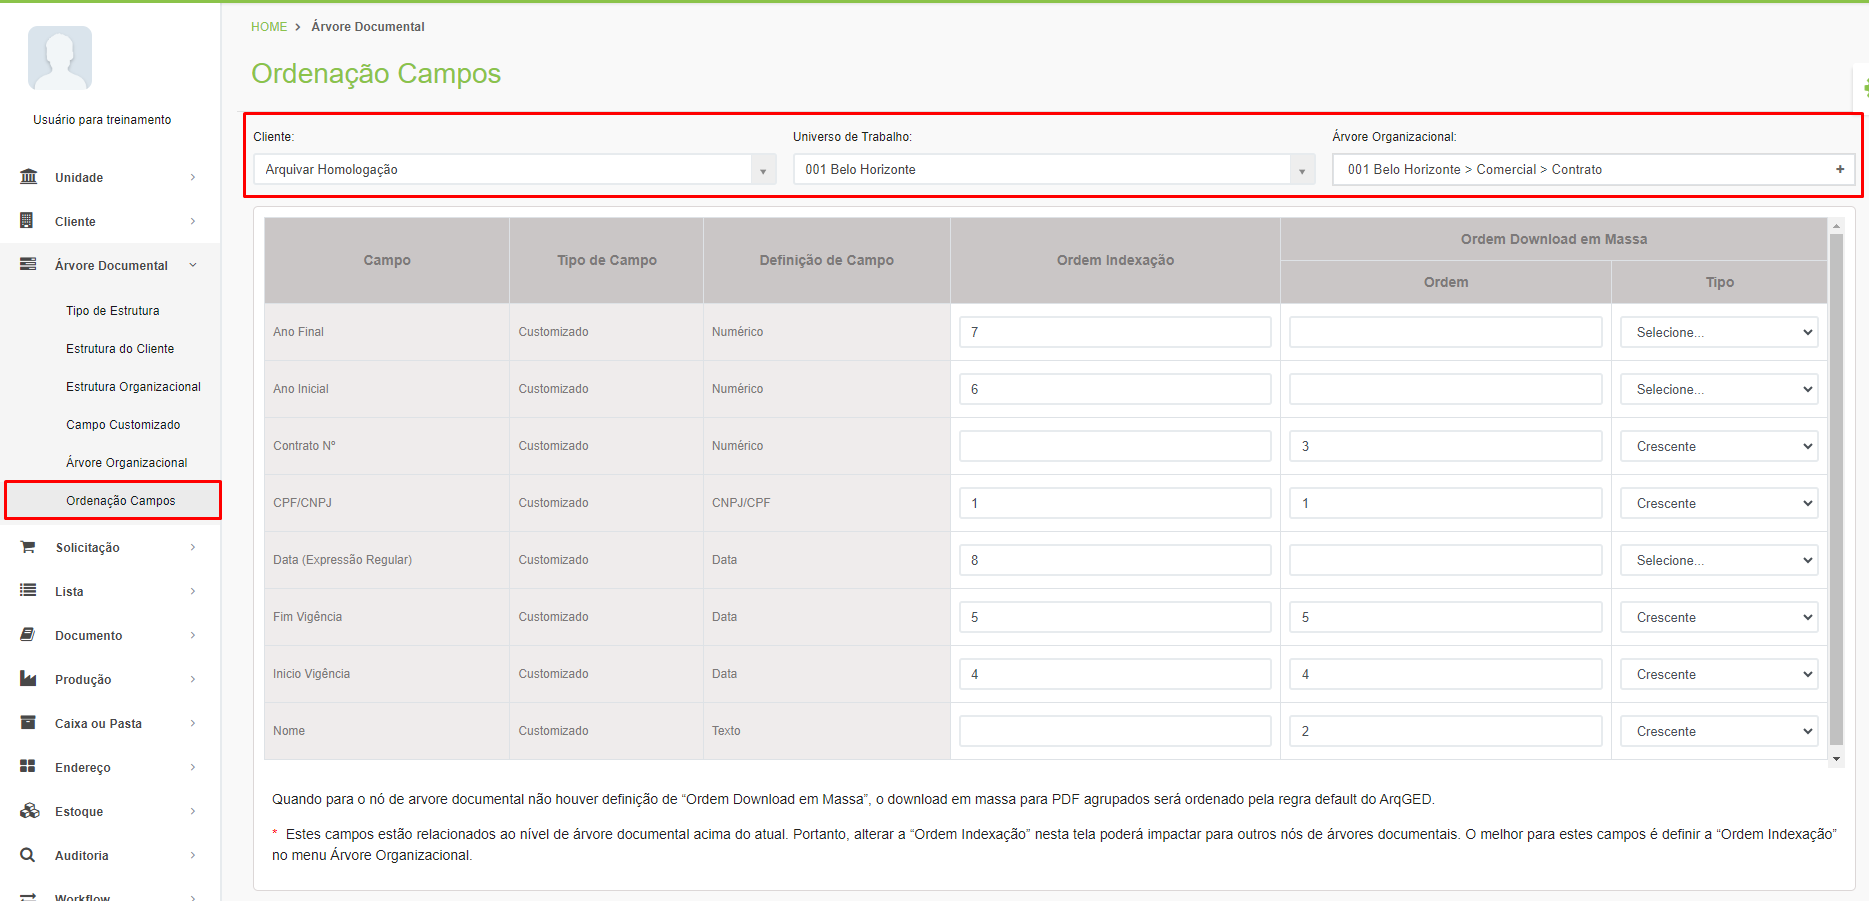 HOME > Árvore Documental
Usuário para treinamento
Unidade
Cliente
Árvore Documental
Tipo de Estrutura
Estrutura do Cliente
Estrutura Organizacional
Campo Customizado
Árvore Organizacional
Ordenação Campos
Solicitação
Lista
Documento
Produção
Caixa ou Pasta
Endereço
Estoque
Auditoria
Workflow
Ordenação Campos
Cliente: Universo de Trabalho: Árvore Organizacional:
Arquivar Homologação 001 Belo Horizonte 001 Belo Horizonte > Comercial > Contrato +
Campo Tipo de Campo Definição de Campo Ordem Indexação Ordem Download em Massa
Ordem Tipo
Ano Final Customizado Numérico 7 Selecione...
Ano Inicial Customizado Numérico 6 Selecione...
Contrato Nº Customizado Numérico 3 Crescente
CPF/CNPJ Customizado CNPJ/CPF 1 1 Crescente
Data (Expressão Regular) Customizado Data 8 Selecione...
Fim Vigência Customizado Data 5 5 Crescente
Inicio Vigência Customizado Data 4 4 Crescente
Nome Customizado Texto 2 Crescente
Quando para o nó de arvore documental não houver definição de “Ordem Download em Massa”, o download em massa para PDF agrupados será ordenado pela regra default do ArqGED.
* Estes campos estão relacionados ao nível de árvore documental acima do atual. Portanto, alterar a “Ordem Indexação” nesta tela poderá impactar para outros nós de árvores documentais. O melhor para estes campos é definir a “Ordem Indexação”
no menu Árvore Organizacional.